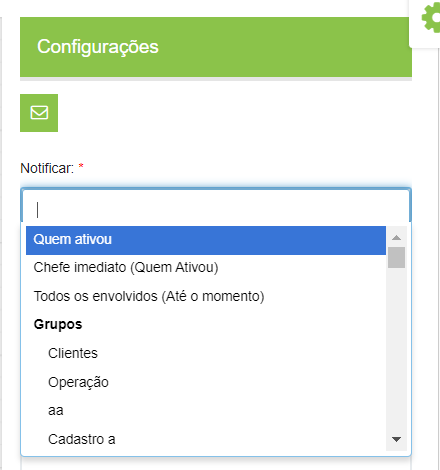 Configurações
Notificar: *
Quem ativou
Chefe imediato (Quem Ativou)
Todos os envolvidos (Até o momento)
Grupos
Clientes
Operação
aa
Cadastro a